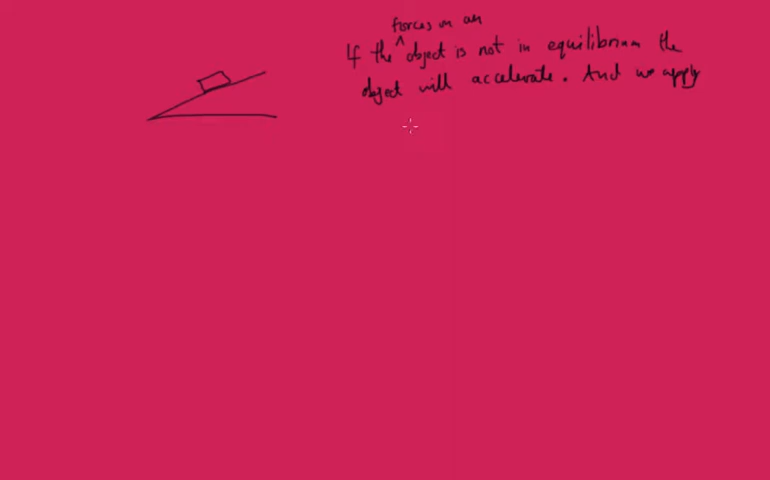 forces on an
If the ^ object is not in equilibrium the
object will accelerate. And we apply